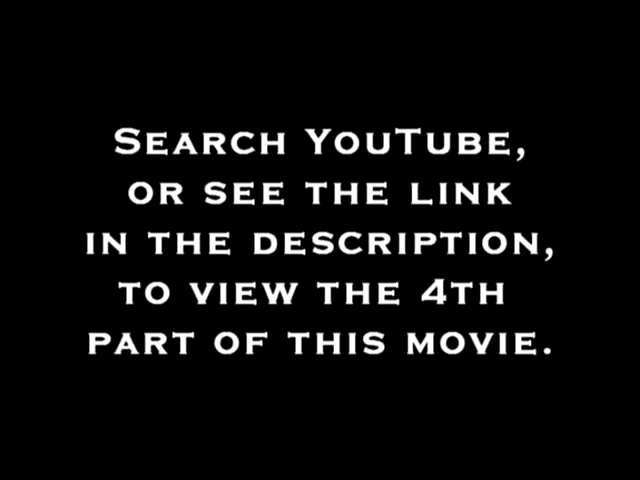 Search YouTube,
or see the link
in the description,
to view the 4th
part of this movie.